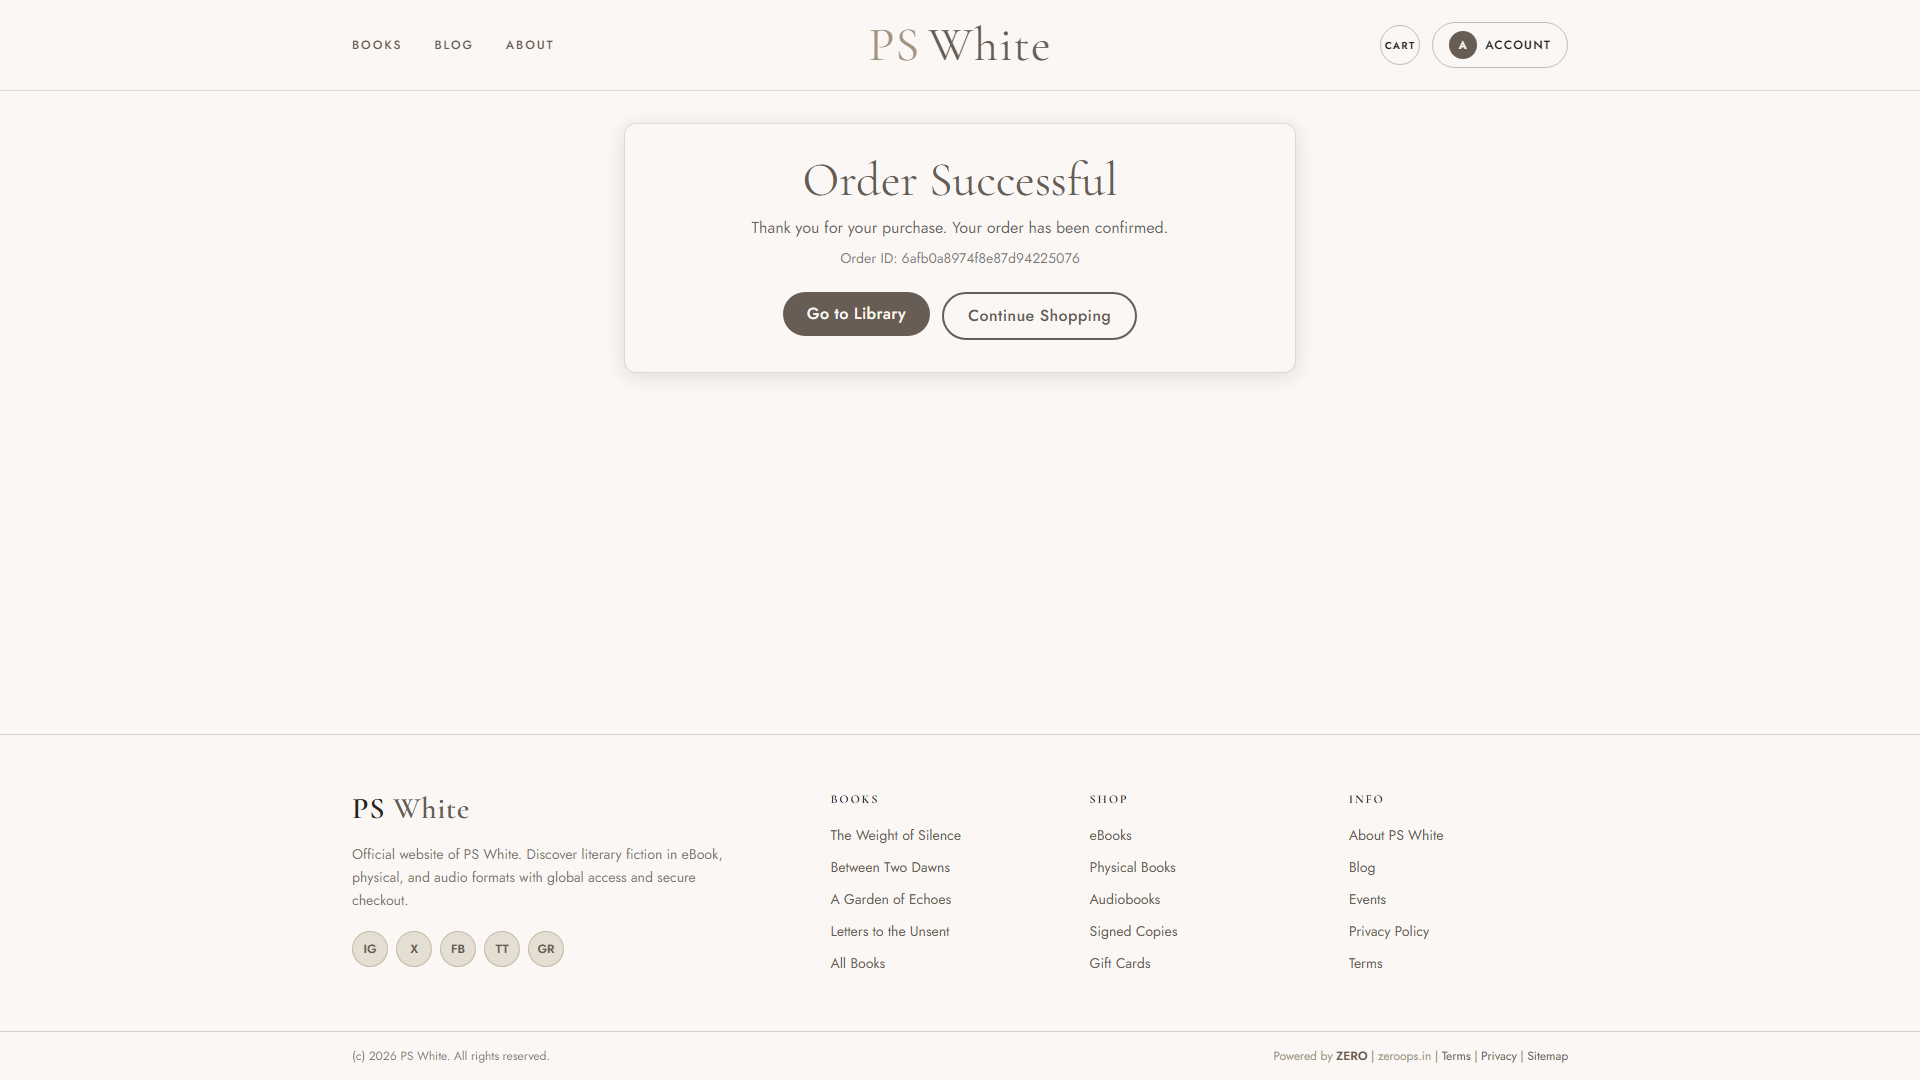 BOOKS BLOG ABOUT PS White CART A ACCOUNT
Order Successful
Thank you for your purchase. Your order has been confirmed.
Order ID: 6afb0a8974f8e87d94225076
Go to Library Continue Shopping
PS White
Official website of PS White. Discover literary fiction in eBook,
physical, and audio formats with global access and secure
checkout.
IG X FB TT GR
BOOKS
The Weight of Silence
Between Two Dawns
A Garden of Echoes
Letters to the Unsent
All Books
SHOP
eBooks
Physical Books
Audiobooks
Signed Copies
Gift Cards
INFO
About PS White
Blog
Events
Privacy Policy
Terms
(c) 2026 PS White. All rights reserved.
Powered by ZERO | zeroops.in | Terms | Privacy | Sitemap